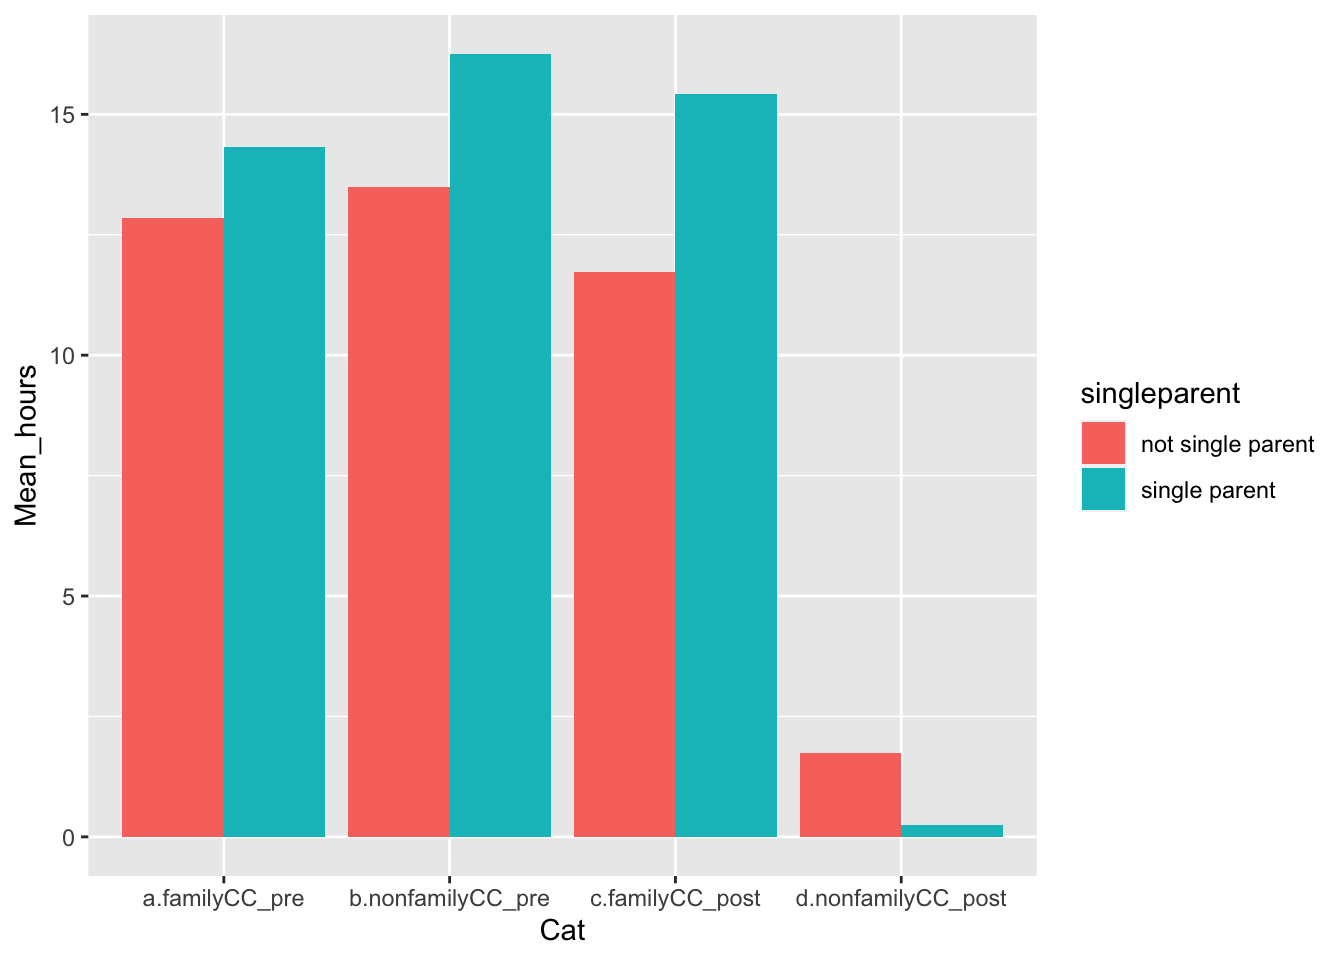 Mean_hours
15
10
5
0
a.familyCC_pre
b.nonfamilyCC_pre
c.familyCC_post
d.nonfamilyCC_post
Cat
singleparent
not single parent
single parent